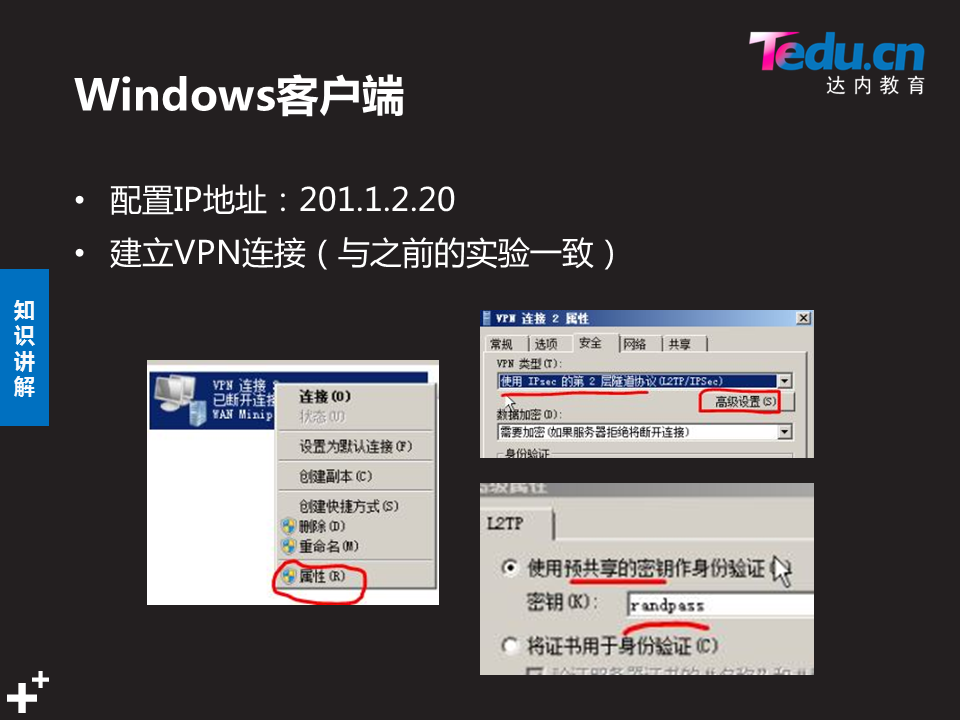 Tedu.cn
达内教育
Windows客户端
• 配置IP地址：201.1.2.20
• 建立VPN连接（与之前的实验一致）
知识讲解
VPN 连接 2
已断开连接
WAN Minip
连接(O)
状态(U)
设置为默认连接(F)
创建副本(C)
创建快捷方式(S)
删除(D)
重命名(M)
属性(R)
VPN 连接 2 属性
常规 选项 安全 网络 共享
VPN 类型(T):
使用 IPsec 的第 2 层隧道协议(L2TP/IPSec)
高级设置(S)
数据加密(D):
需要加密(如果服务器拒绝将断开连接)
身份验证
高级属性
L2TP
使用预共享的密钥作身份验证(
密钥(K): randpass
将证书用于身份验证(C)